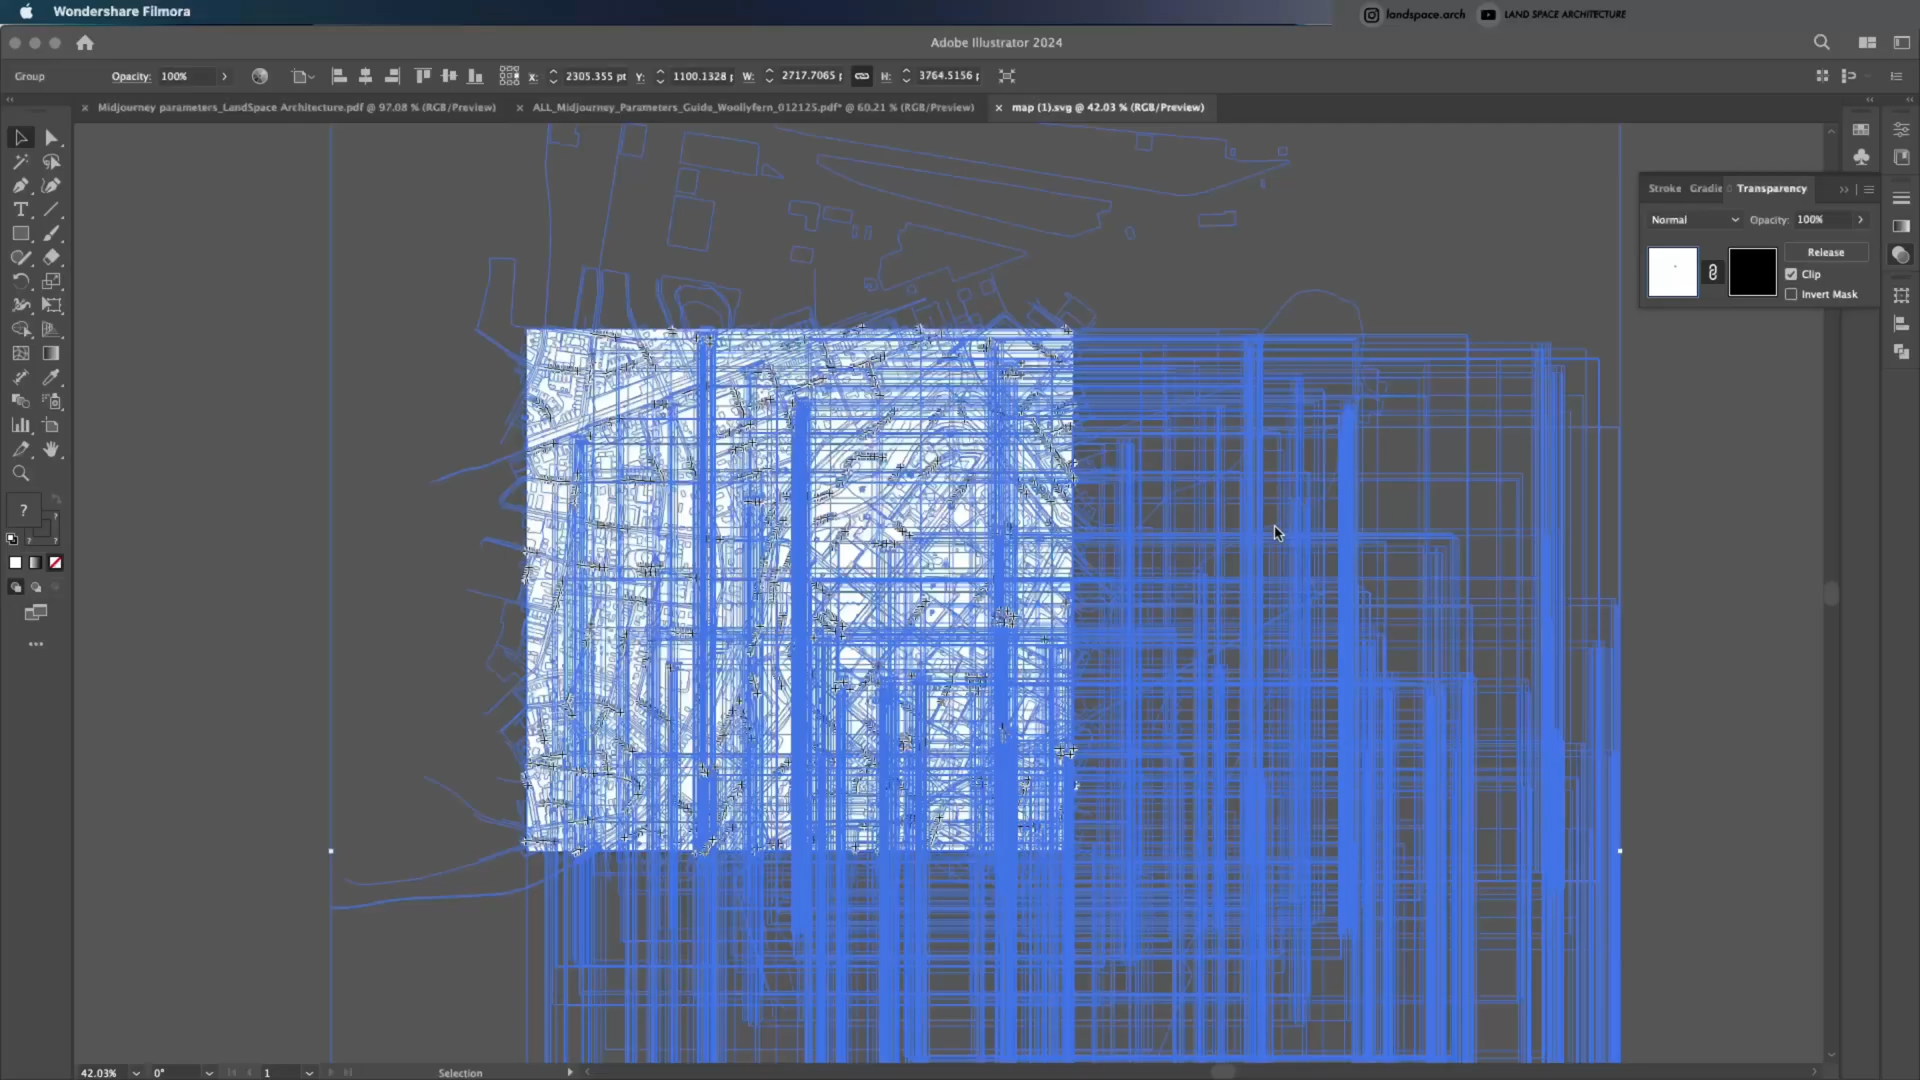 Wondershare Filmora
landspace.arch LAND SPACE ARCHITECTURE
Adobe Illustrator 2024
Group Opacity: 100% X: 2305.355 pt Y: 1100.1328 p W: 2717.7065 p H: 3764.5156 p
Midjourney parameters_LandSpace Architecture.pdf @ 97.08 % (RGB/Preview) ALL_Midjourney_Parameters_Guide_Woollyfern_012125.pdf* @ 60.21 % (RGB/Preview) map (1).svg @ 42.03 % (RGB/Preview)
Stroke Gradie Transparency
Normal Opacity: 100%
Release
Clip
Invert Mask
42.03% 0° 1 Selection